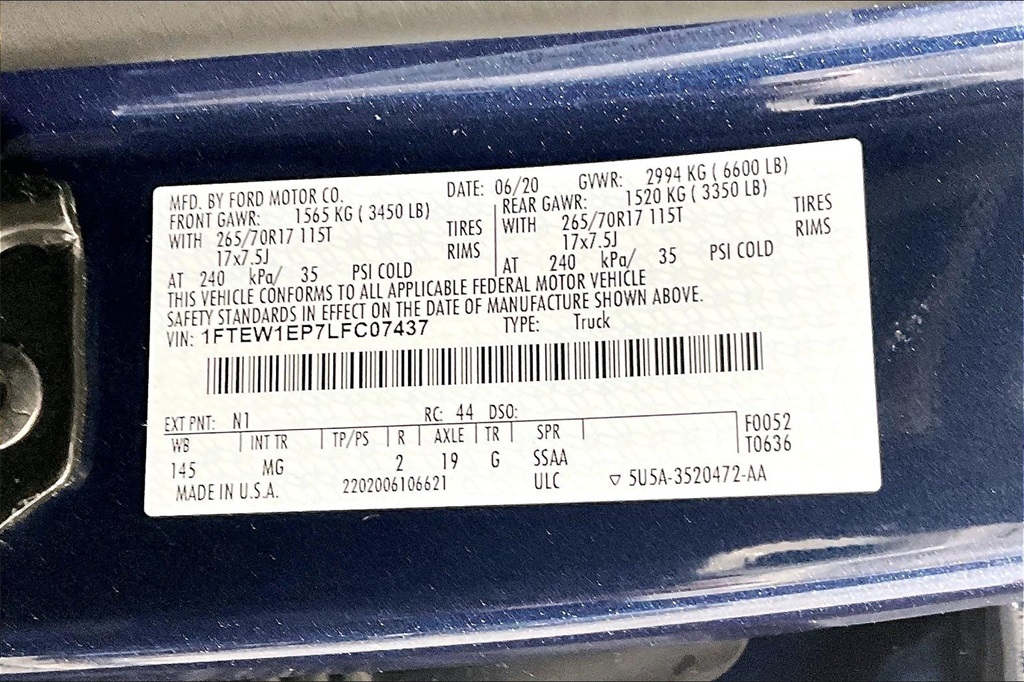 MFD. BY FORD MOTOR CO. DATE: 06/20 GVWR: 2994 KG ( 6600 LB)
FRONT GAWR: 1565 KG ( 3450 LB) REAR GAWR: 1520 KG ( 3350 LB)
WITH 265/70R17 115T TIRES WITH 265/70R17 115T TIRES
17x7.5J RIMS 17x7.5J RIMS
AT 240 kPa/ 35 PSI COLD AT 240 kPa/ 35 PSI COLD
THIS VEHICLE CONFORMS TO ALL APPLICABLE FEDERAL MOTOR VEHICLE
SAFETY STANDARDS IN EFFECT ON THE DATE OF MANUFACTURE SHOWN ABOVE.
VIN: 1FTEW1EP7LFC07437 TYPE: Truck
EXT PNT: N1 RC: 44 DSO:
WB INT TR TP/PS R AXLE TR SPR F0052
T0636
145 MG 2 19 G SSAA
MADE IN U.S.A. 2202006106621 ULC ▽ 5U5A-3520472-AA